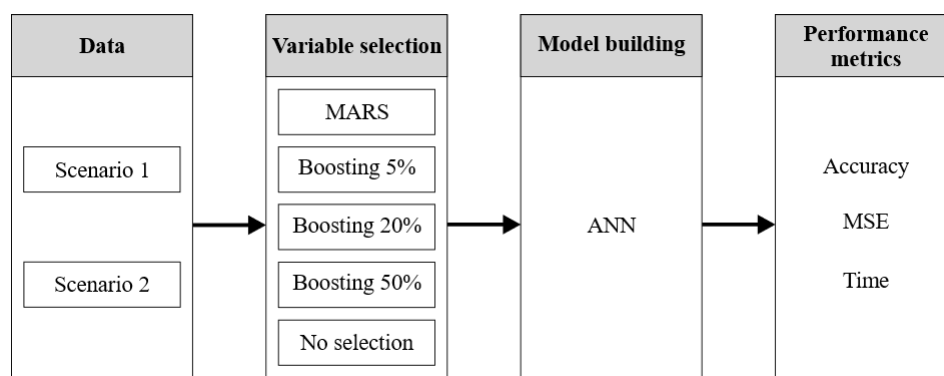 Data
Scenario 1
Scenario 2
Variable selection
MARS
Boosting 5%
Boosting 20%
Boosting 50%
No selection
Model building
ANN
Performance
metrics
Accuracy
MSE
Time